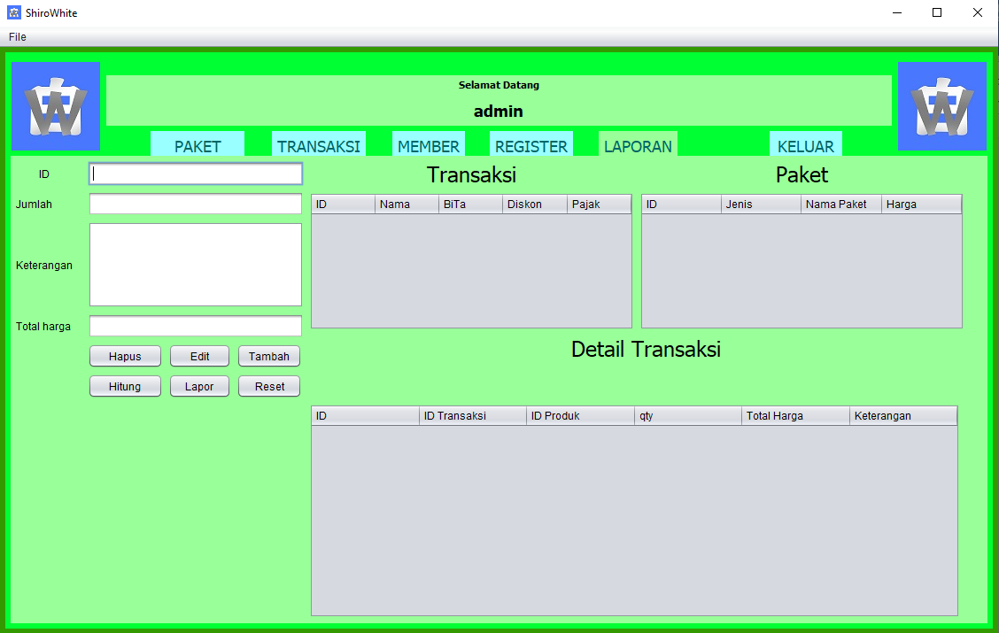 ShiroWhite
File
Selamat Datang
admin
PAKET TRANSAKSI MEMBER REGISTER LAPORAN KELUAR
ID
Jumlah
Keterangan
Total harga
Hapus Edit Tambah
Hitung Lapor Reset
Transaksi
ID Nama BiTa Diskon Pajak
Paket
ID Jenis Nama Paket Harga
Detail Transaksi
ID ID Transaksi ID Produk qty Total Harga Keterangan